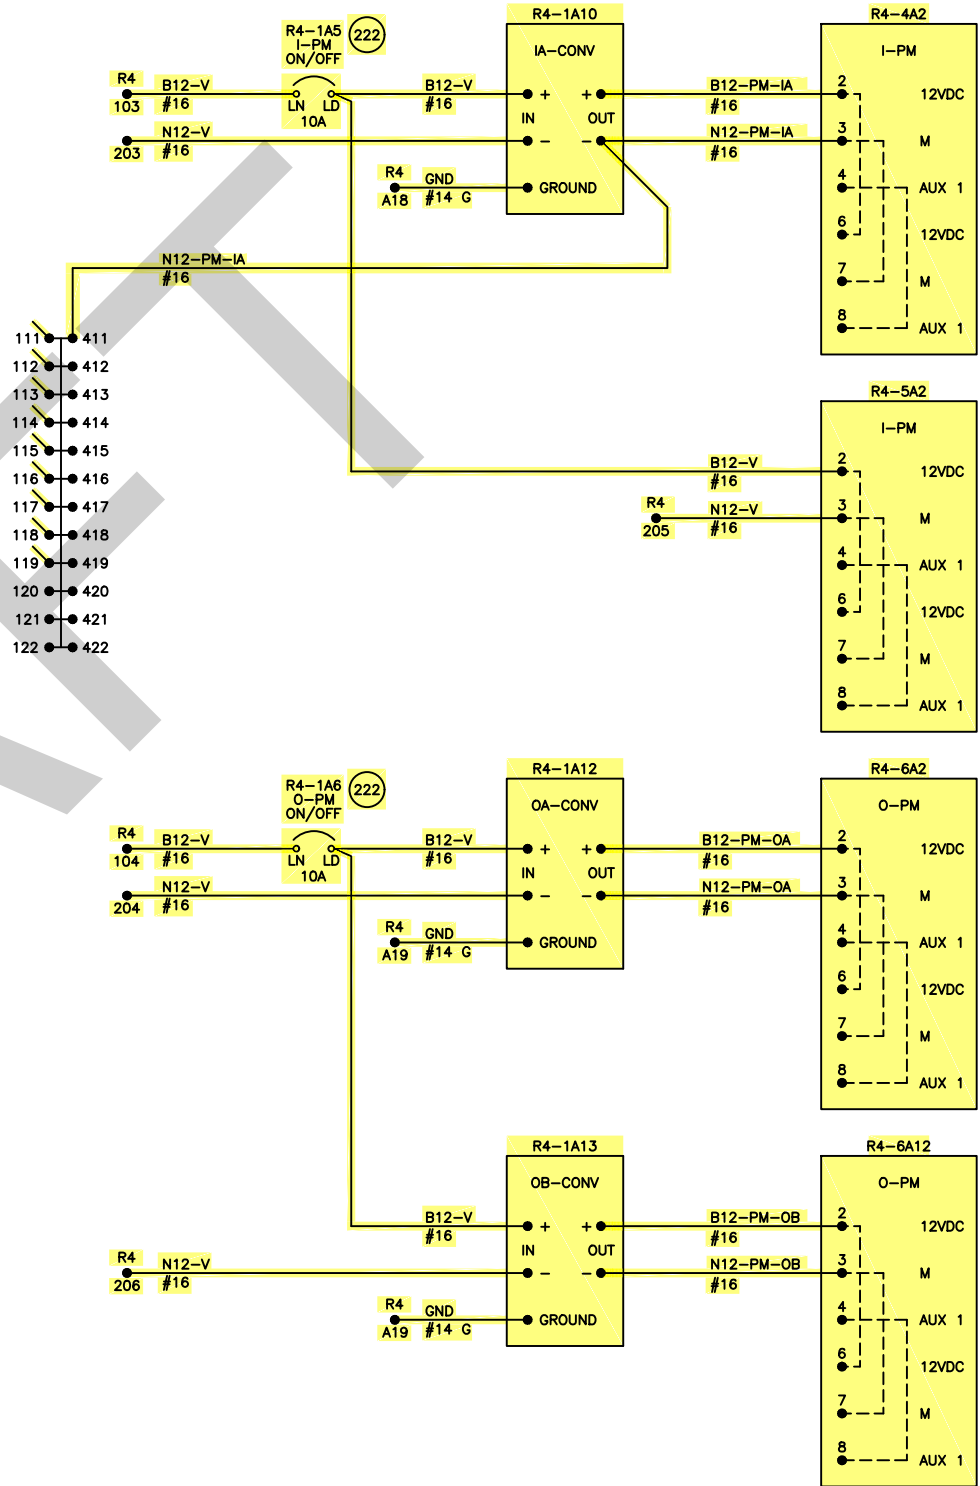 R4-1A10
R4-4A2
R4-1A5
I-PM
ON/OFF
222
IA-CONV
I-PM
R4
103
B12-V
#16
LN LD
10A
B12-V
#16
+ +
IN OUT
- -
B12-PM-IA
#16
2
12VDC
203
N12-V
#16
N12-PM-IA
#16
3
M
R4
A18
GND
#14 G
GROUND
4
AUX 1
6
12VDC
N12-PM-IA
#16
7
M
8
AUX 1
111 411
112 412
113 413
114 414
115 415
116 416
117 417
118 418
119 419
120 420
121 421
122 422
R4-5A2
I-PM
B12-V
#16
2
12VDC
R4
205
N12-V
#16
3
M
4
AUX 1
6
12VDC
7
M
8
AUX 1
R4-1A12
R4-6A2
R4-1A6
O-PM
ON/OFF
222
OA-CONV
O-PM
R4
104
B12-V
#16
LN LD
10A
B12-V
#16
+ +
IN OUT
- -
B12-PM-OA
#16
2
12VDC
204
N12-V
#16
N12-PM-OA
#16
3
M
R4
A19
GND
#14 G
GROUND
4
AUX 1
6
12VDC
7
M
8
AUX 1
R4-1A13
R4-6A12
OB-CONV
O-PM
B12-V
#16
+ +
IN OUT
- -
B12-PM-OB
#16
2
12VDC
R4
206
N12-V
#16
N12-PM-OB
#16
3
M
R4
A19
GND
#14 G
GROUND
4
AUX 1
6
12VDC
7
M
8
AUX 1